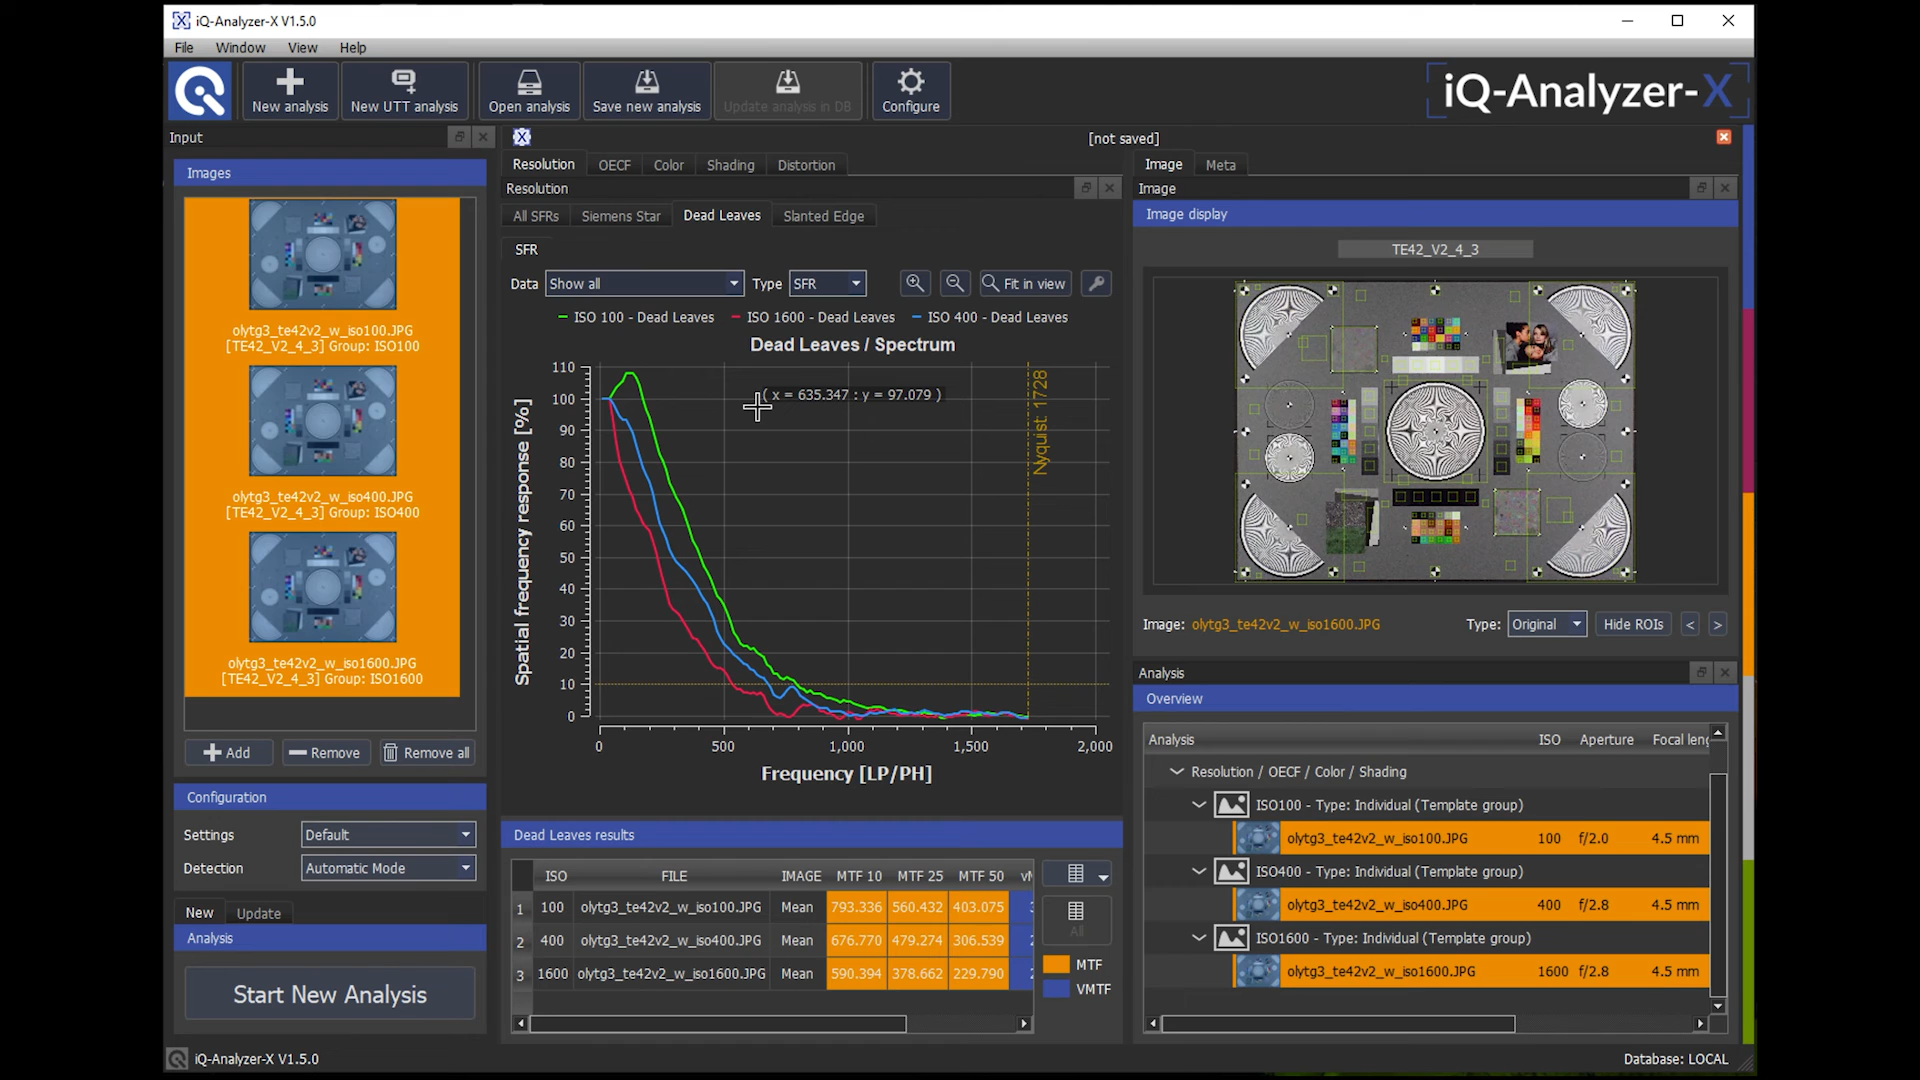 iQ-Analyzer-X V1.5.0
File Window View Help
New analysis
New UTT analysis
Open analysis
Save new analysis
Update analysis in DB
Configure
iQ-Analyzer-X
Input
Images
olytg3_te42v2_w_iso100.JPG
[TE42_V2_4_3] Group: ISO100
olytg3_te42v2_w_iso400.JPG
[TE42_V2_4_3] Group: ISO400
olytg3_te42v2_w_iso1600.JPG
[TE42_V2_4_3] Group: ISO1600
Add Remove Remove all
Configuration
Settings Default
Detection Automatic Mode
New Update
Analysis
Start New Analysis
[not saved]
Resolution OECF Color Shading Distortion
Resolution
All SFRs Siemens Star Dead Leaves Slanted Edge
SFR
Data Show all Type SFR Fit in view
ISO 100 - Dead Leaves ISO 1600 - Dead Leaves ISO 400 - Dead Leaves
Dead Leaves / Spectrum
Spatial frequency response [%]
110
100
90
80
70
60
50
40
30
20
10
0
( x = 635.347 : y = 97.079 )
Nyquist: 1728
0 500 1,000 1,500 2,000
Frequency [LP/PH]
Dead Leaves results
ISO FILE IMAGE MTF 10 MTF 25 MTF 50
1 100 olytg3_te42v2_w_iso100.JPG Mean 793.336 560.432 403.075
2 400 olytg3_te42v2_w_iso400.JPG Mean 676.770 479.274 306.539
3 1600 olytg3_te42v2_w_iso1600.JPG Mean 590.394 378.662 229.790
All
MTF
VMTF
Image Meta
Image
Image display
TE42_V2_4_3
Image: olytg3_te42v2_w_iso1600.JPG Type: Original Hide ROIs < >
Analysis
Overview
Analysis ISO Aperture Focal leng
Resolution / OECF / Color / Shading
ISO100 - Type: Individual (Template group)
olytg3_te42v2_w_iso100.JPG 100 f/2.0 4.5 mm
ISO400 - Type: Individual (Template group)
olytg3_te42v2_w_iso400.JPG 400 f/2.8 4.5 mm
ISO1600 - Type: Individual (Template group)
olytg3_te42v2_w_iso1600.JPG 1600 f/2.8 4.5 mm
iQ-Analyzer-X V1.5.0
Database: LOCAL